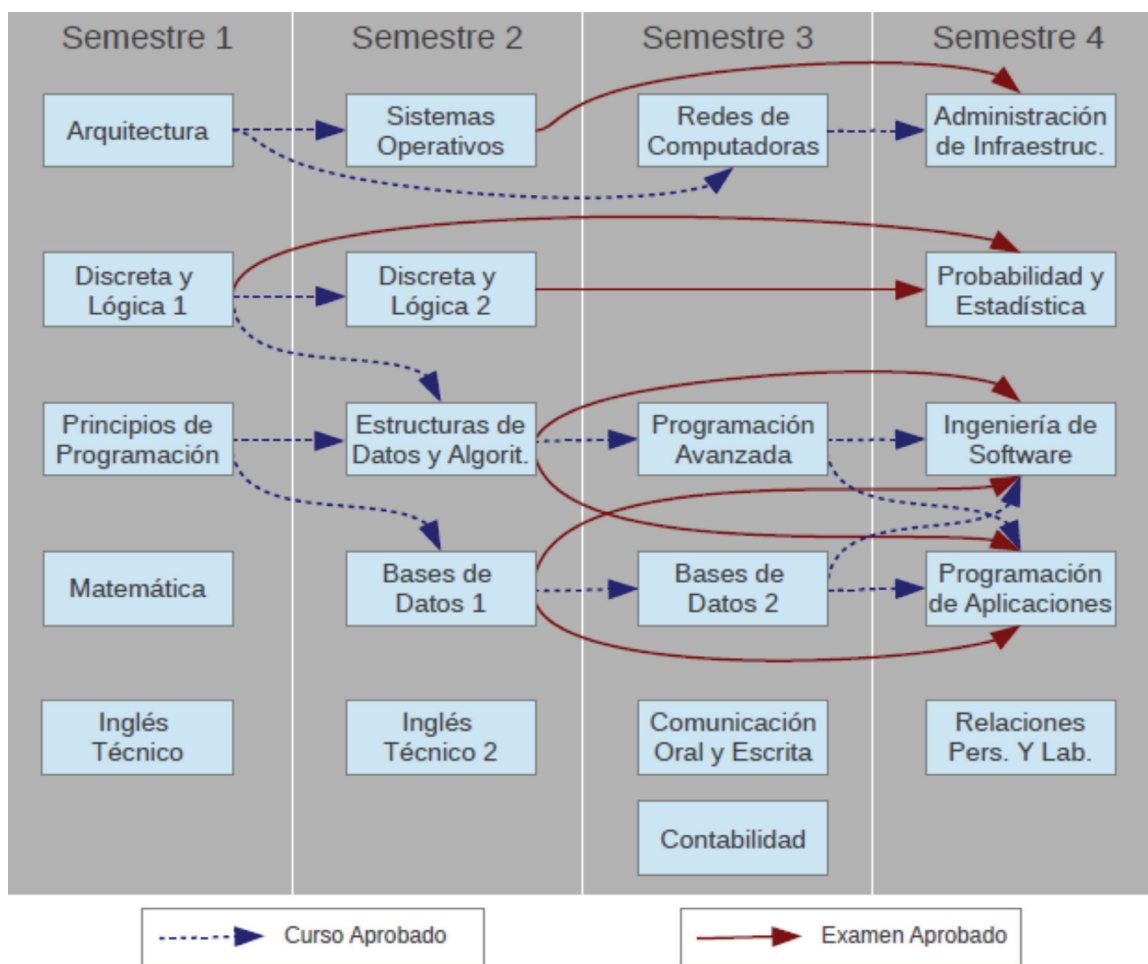 Semestre 1
Semestre 2
Semestre 3
Semestre 4
Arquitectura
Sistemas
Operativos
Redes de
Computadoras
Administración
de Infraestruc.
Discreta y
Lógica 1
Discreta y
Lógica 2
Probabilidad y
Estadística
Principios de
Programación
Estructuras de
Datos y Algorit.
Programación
Avanzada
Ingeniería de
Software
Matemática
Bases de
Datos 1
Bases de
Datos 2
Programación
de Aplicaciones
Inglés
Técnico
Inglés
Técnico 2
Comunicación
Oral y Escrita
Relaciones
Pers. Y Lab.
Contabilidad
Curso Aprobado
Examen Aprobado